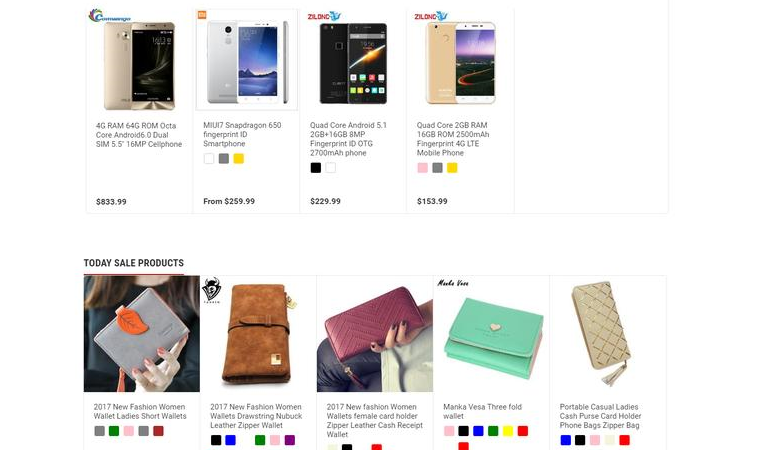 Comwinge
ZILONG
ZILONG
4G RAM 64G ROM Octa
Core Android6.0 Dual
SIM 5.5" 16MP Cellphone
$833.99
MIUI7 Snapdragon 650
fingerprint ID
Smartphone
From $259.99
Quad Core Android 5.1
2GB+16GB 8MP
Fingerprint ID OTG
2700mAh phone
$229.99
Quad Core 2GB RAM
16GB ROM 2500mAh
Fingerprint 4G LTE
Mobile Phone
$153.99
TODAY SALE PRODUCTS
Manka Vesa
2017 New Fashion Women
Wallet Ladies Short Wallets
2017 New Fashion Women
Wallets Drawstring Nubuck
Leather Zipper Wallet
2017 New fashion Women
Wallets female card holder
Zipper Leather Cash Receipt
Wallet
Manka Vesa Three fold
wallet
Portable Casual Ladies
Cash Purse Card Holder
Phone Bags Zipper Bag